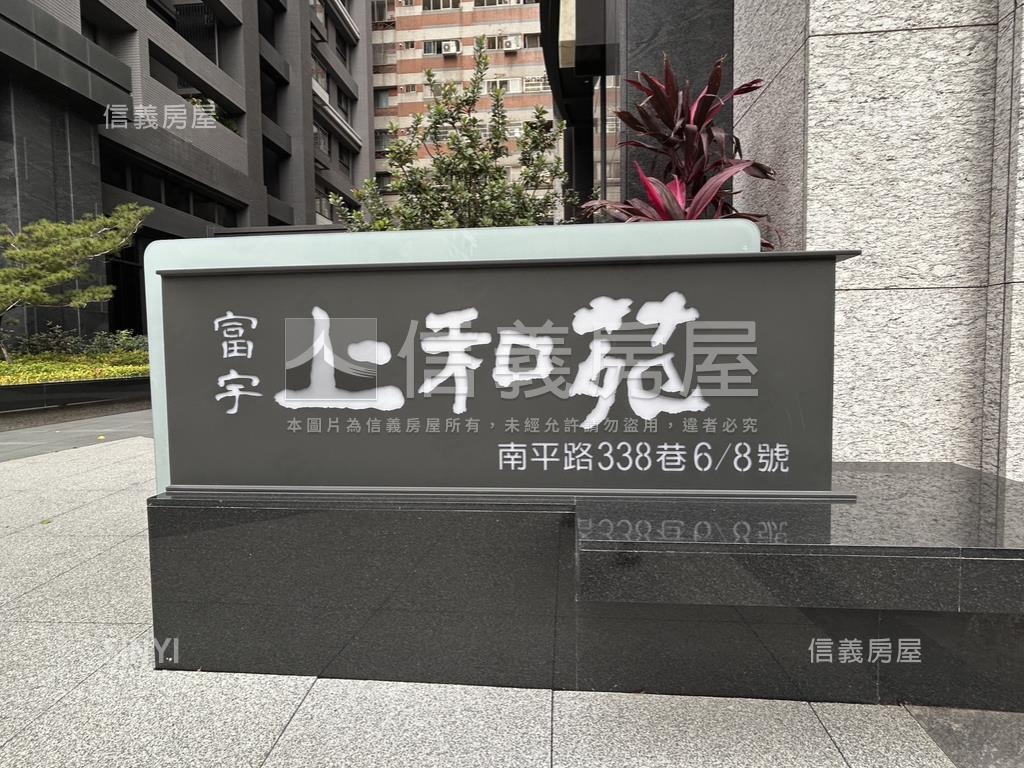 信義房屋
富宇
上和苑
信義房屋
本圖片為信義房屋所有，未經允許請勿盜用，違者必究
南平路338巷6/8號
信義房屋